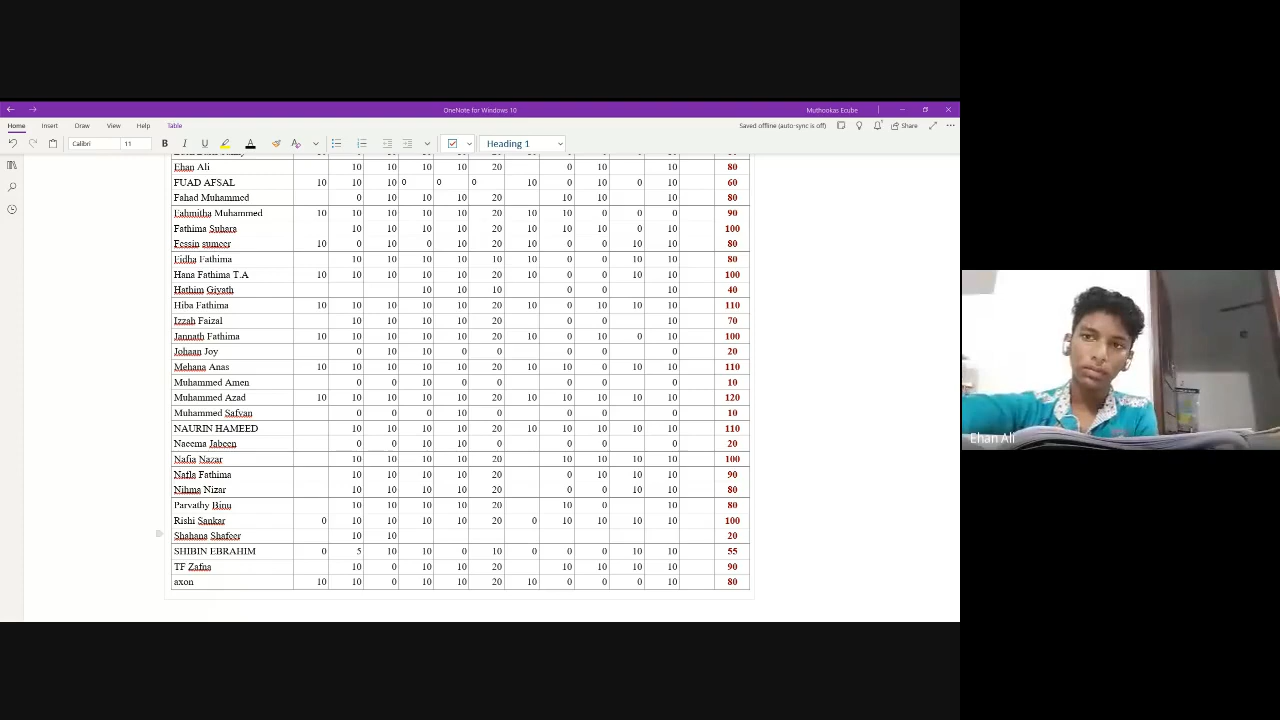 OneNote for Windows 10
Muthookas Ecube
Home Insert Draw View Help Table
Saved offline (auto-sync is off) Share
Calibri 11 B I U A Heading 1
Ehan Ali 10 10 10 10 20 0 10 10 80
FUAD AFSAL 10 10 10 0 0 0 10 0 10 0 10 60
Fahad Muhammed 0 10 10 10 20 10 10 10 80
Fahmitha Muhammed 10 10 10 10 10 20 10 10 0 0 0 90
Fathima Suhara 10 10 10 10 20 10 10 10 0 10 100
Fessin sumeer 10 0 10 0 10 20 10 0 0 10 10 80
Fidha Fathima 10 10 10 10 10 10 0 0 10 10 80
Hana Fathima T.A 10 10 10 10 10 20 10 0 0 10 10 100
Hathim Giyath 10 10 10 0 0 10 40
Hiba Fathima 10 10 10 10 10 20 10 0 10 10 10 110
Izzah Faizal 10 10 10 10 20 0 0 10 70
Jannath Fathima 10 10 10 10 10 20 10 0 10 0 10 100
Johaan Joy 0 10 10 0 0 0 0 0 20
Mehana Anas 10 10 10 10 10 20 10 10 0 10 10 110
Muhammed Amen 0 0 10 0 0 0 0 0 10
Muhammed Azad 10 10 10 10 10 20 10 10 10 10 10 120
Muhammed Safvan 0 0 0 10 0 0 0 0 10
NAURIN HAMEED 10 10 10 10 20 10 10 10 10 10 110
Naeema Jabeen 0 0 10 10 0 0 0 0 20
Nafia Nazar 10 10 10 10 20 10 10 10 10 100
Nafla Fathima 10 10 10 10 20 0 10 10 10 90
Nihma Nizar 10 10 10 10 20 0 0 10 10 80
Parvathy Binu 10 10 10 10 20 10 0 10 80
Rishi Sankar 0 10 10 10 10 20 0 10 10 10 10 100
Shahana Shafeer 10 10 20
SHIBIN EBRAHIM 0 5 10 10 0 10 0 0 0 10 10 55
TF Zafna 10 0 10 10 20 10 10 10 10 90
axon 10 10 0 10 10 20 10 0 0 0 10 80
Ehan Ali